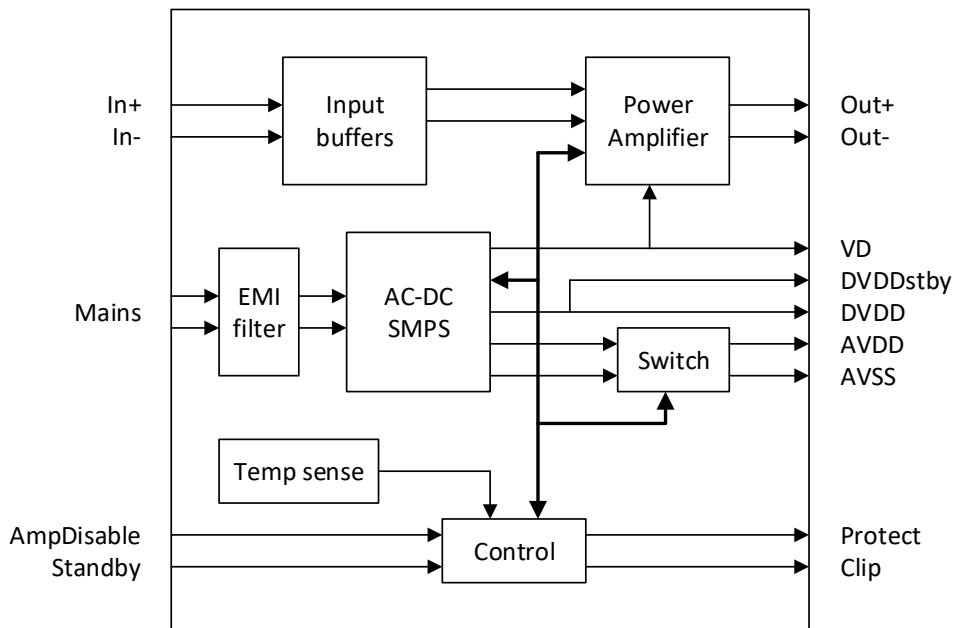 In+
In-
Input
buffers
Power
Amplifier
Out+
Out-
Mains
EMI
filter
AC-DC
SMPS
Switch
VD
DVDDstby
DVDD
AVDD
AVSS
Temp sense
AmpDisable
Standby
Control
Protect
Clip